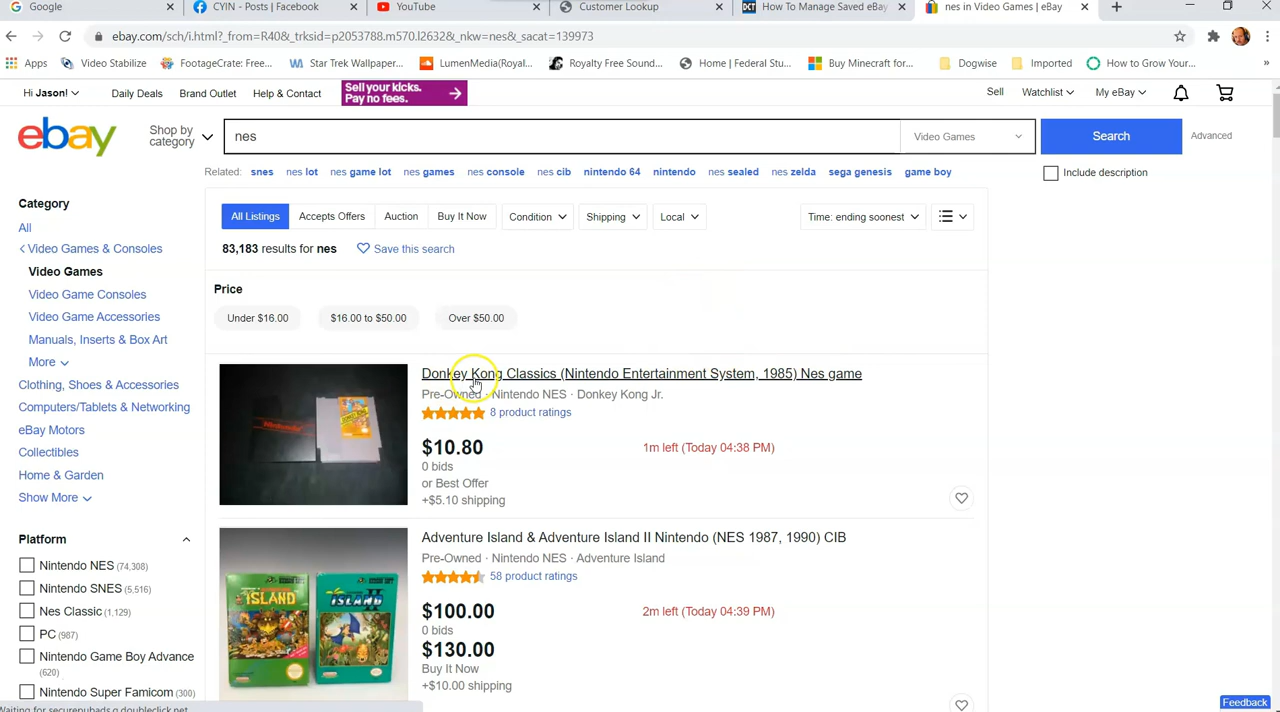 Google
CYIN - Posts | Facebook
YouTube
Customer Lookup
How To Manage Saved eBay
nes in Video Games | eBay
ebay.com/sch/i.html?_from=R40&_trksid=p2053788.m570.l2632&_nkw=nes&_sacat=139973
Apps
Video Stabilize
FootageCrate: Free...
Star Trek Wallpaper...
LumenMedia(Royal...
Royalty Free Sound...
Home | Federal Stu...
Buy Minecraft for...
Dogwise
Imported
How to Grow Your...
Hi Jason!
Daily Deals
Brand Outlet
Help & Contact
Sell your kicks.
Pay no fees.
Sell
Watchlist
My eBay
ebay
Shop by
category
nes
Video Games
Search
Advanced
Related: snes nes lot nes game lot nes games nes console nes cib nintendo 64 nintendo nes sealed nes zelda sega genesis game boy
Include description
Category
All
Video Games & Consoles
Video Games
Video Game Consoles
Video Game Accessories
Manuals, Inserts & Box Art
More
Clothing, Shoes & Accessories
Computers/Tablets & Networking
eBay Motors
Collectibles
Home & Garden
Show More
Platform
Nintendo NES (74,308)
Nintendo SNES (5,516)
Nes Classic (1,129)
PC (987)
Nintendo Game Boy Advance
(620)
Nintendo Super Famicom (300)
All Listings
Accepts Offers
Auction
Buy It Now
Condition
Shipping
Local
Time: ending soonest
83,183 results for nes
Save this search
Price
Under $16.00
$16.00 to $50.00
Over $50.00
Donkey Kong Classics (Nintendo Entertainment System, 1985) Nes game
Pre-Owned · Nintendo NES · Donkey Kong Jr.
8 product ratings
$10.80
1m left (Today 04:38 PM)
0 bids
or Best Offer
+$5.10 shipping
Nintendo
Adventure Island & Adventure Island II Nintendo (NES 1987, 1990) CIB
Pre-Owned · Nintendo NES · Adventure Island
58 product ratings
$100.00
2m left (Today 04:39 PM)
0 bids
$130.00
Buy It Now
+$10.00 shipping
ISLAND
ISLAND
Feedback
Waiting for securepubads.g.doubleclick.net